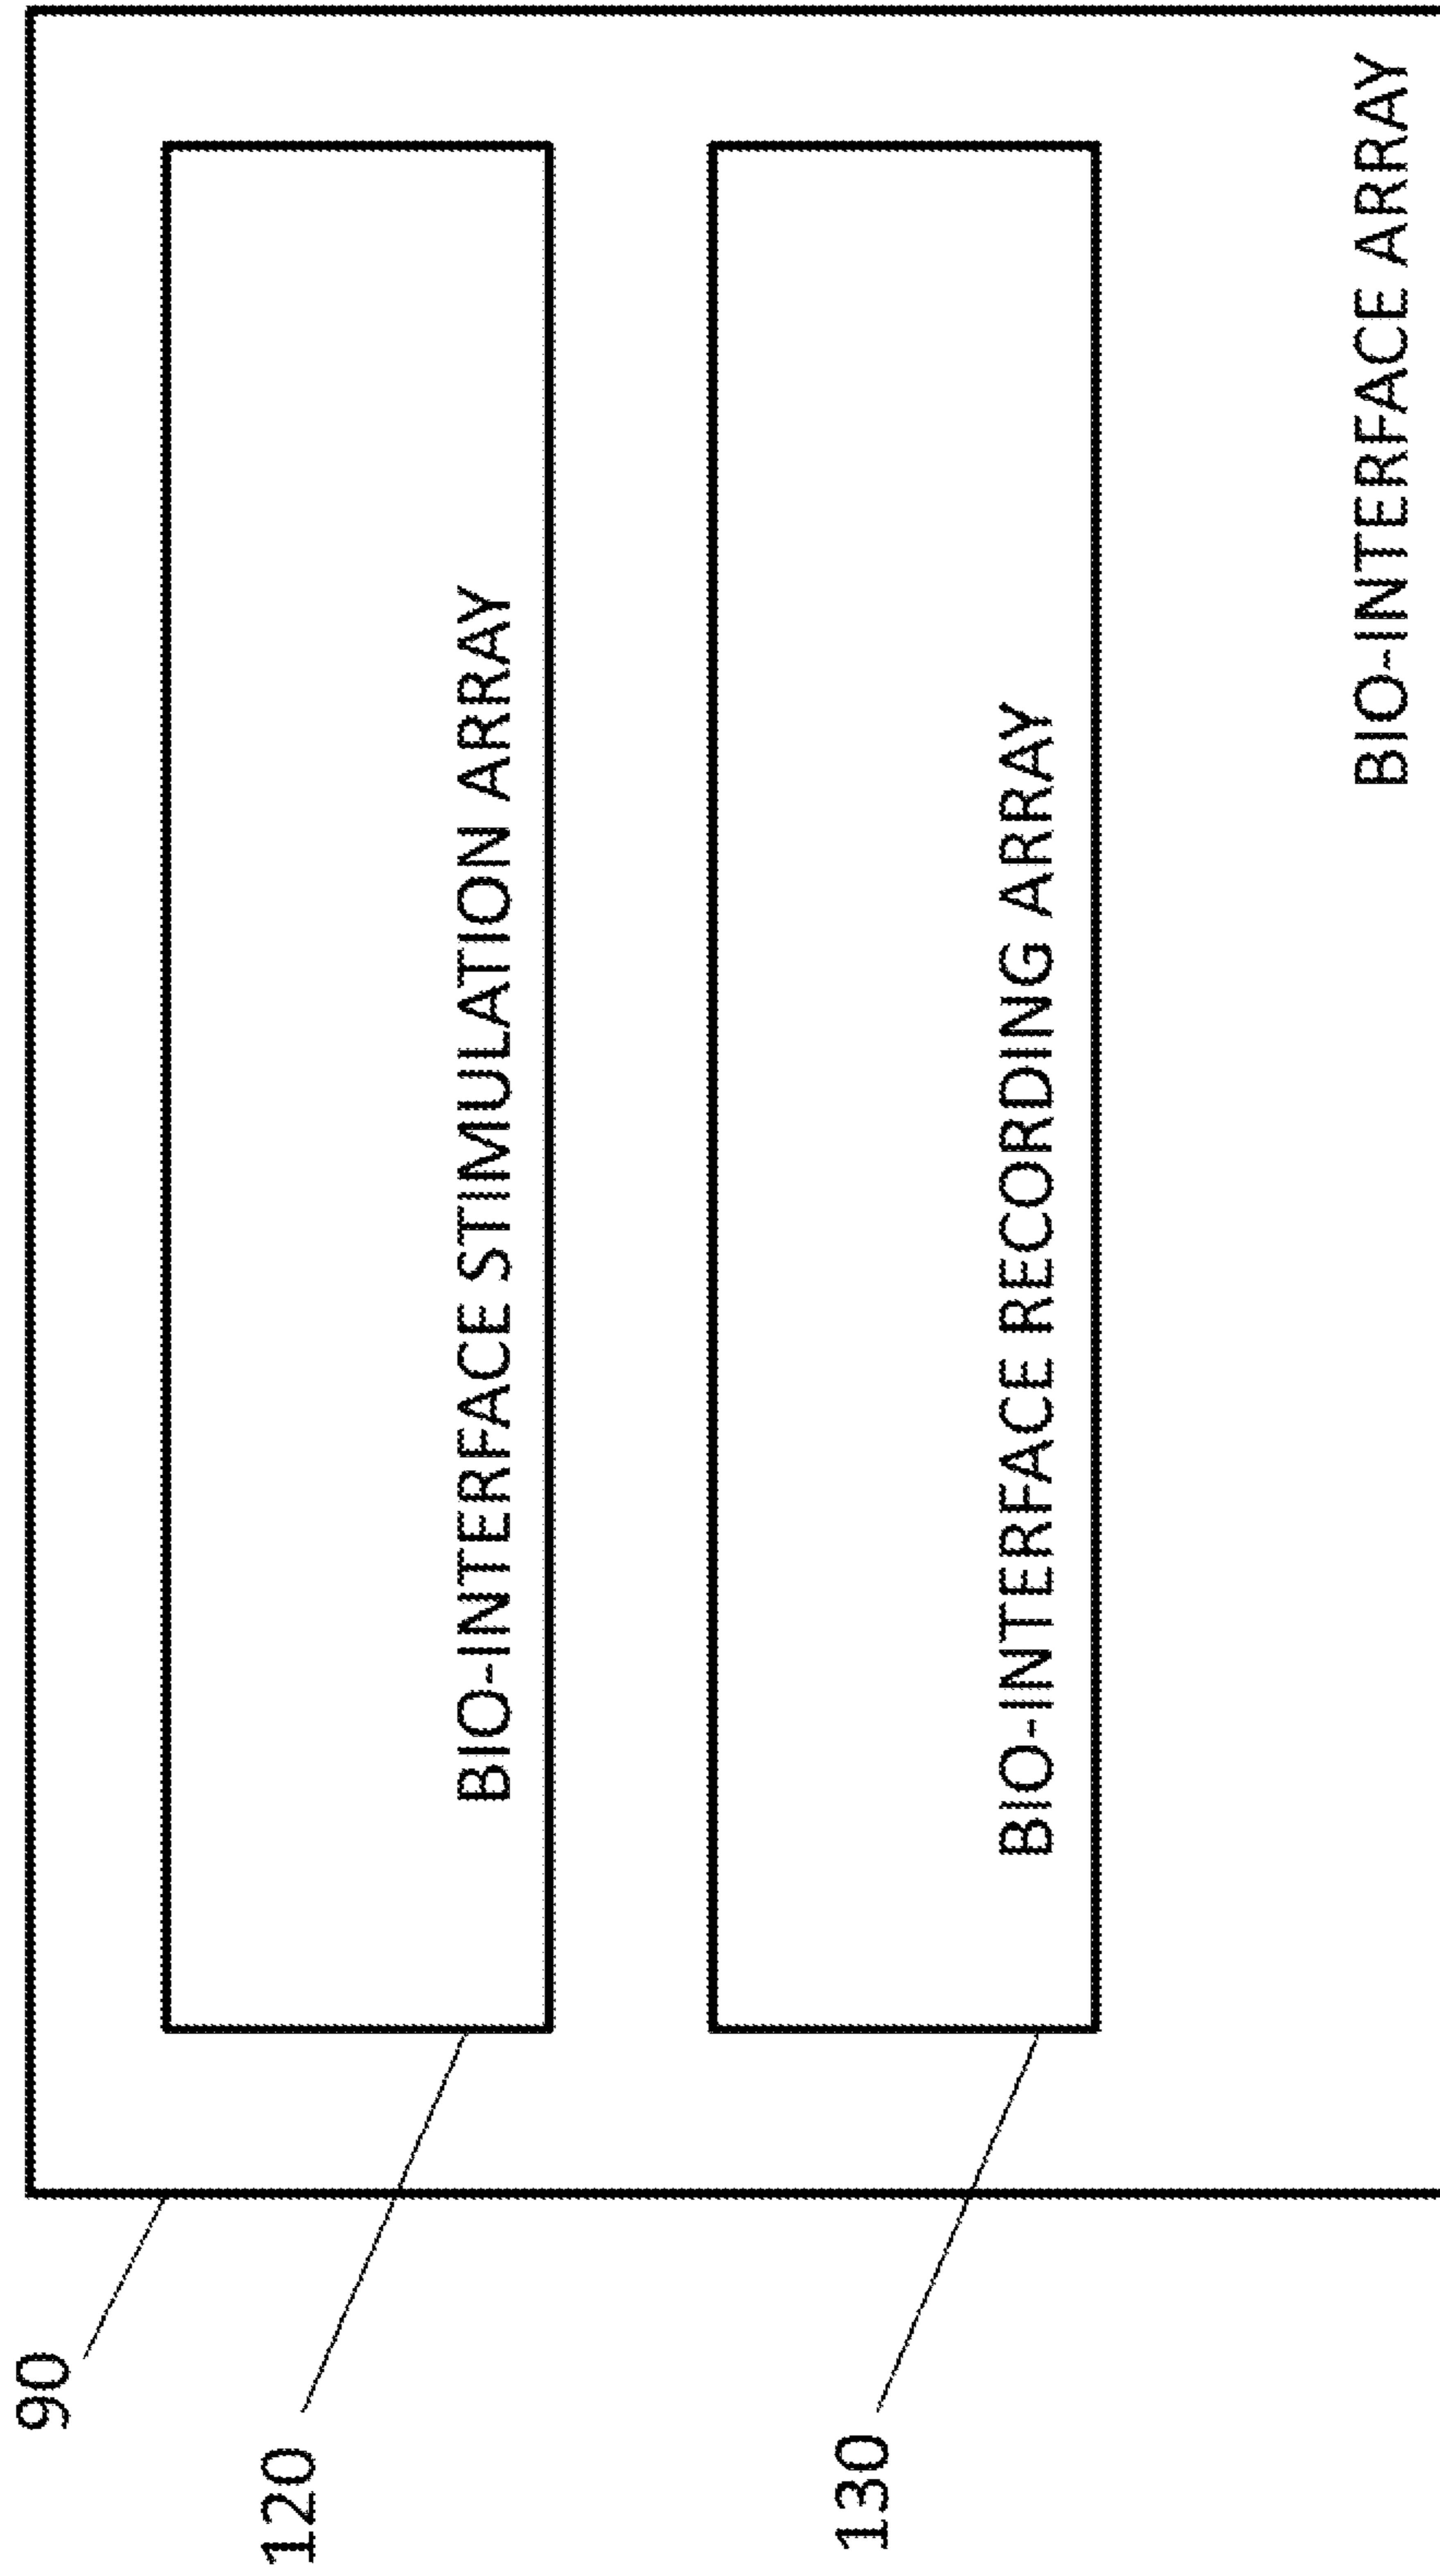 90
120
BIO-INTERFACE STIMULATION ARRAY
130
BIO-INTERFACE RECORDING ARRAY
BIO-INTERFACE ARRAY